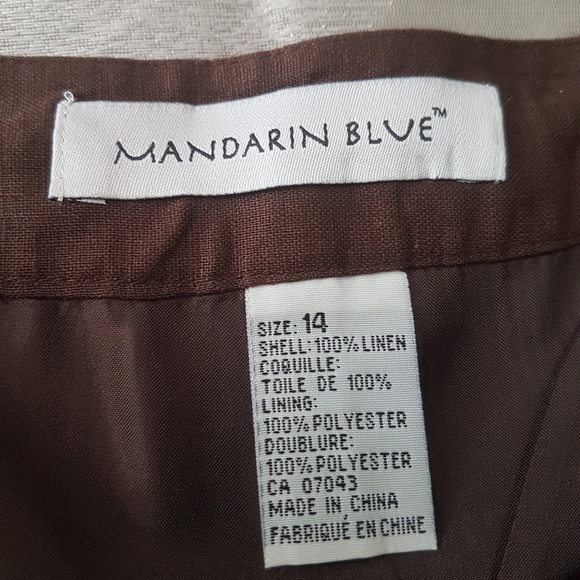 MANDARIN BLUE™
SIZE: 14
SHELL: 100% LINEN
COQUILLE:
TOILE DE 100%
LINING:
100% POLYESTER
DOUBLURE:
100% POLYESTER
CA 07043
MADE IN CHINA
FABRIQUÉ EN CHINE